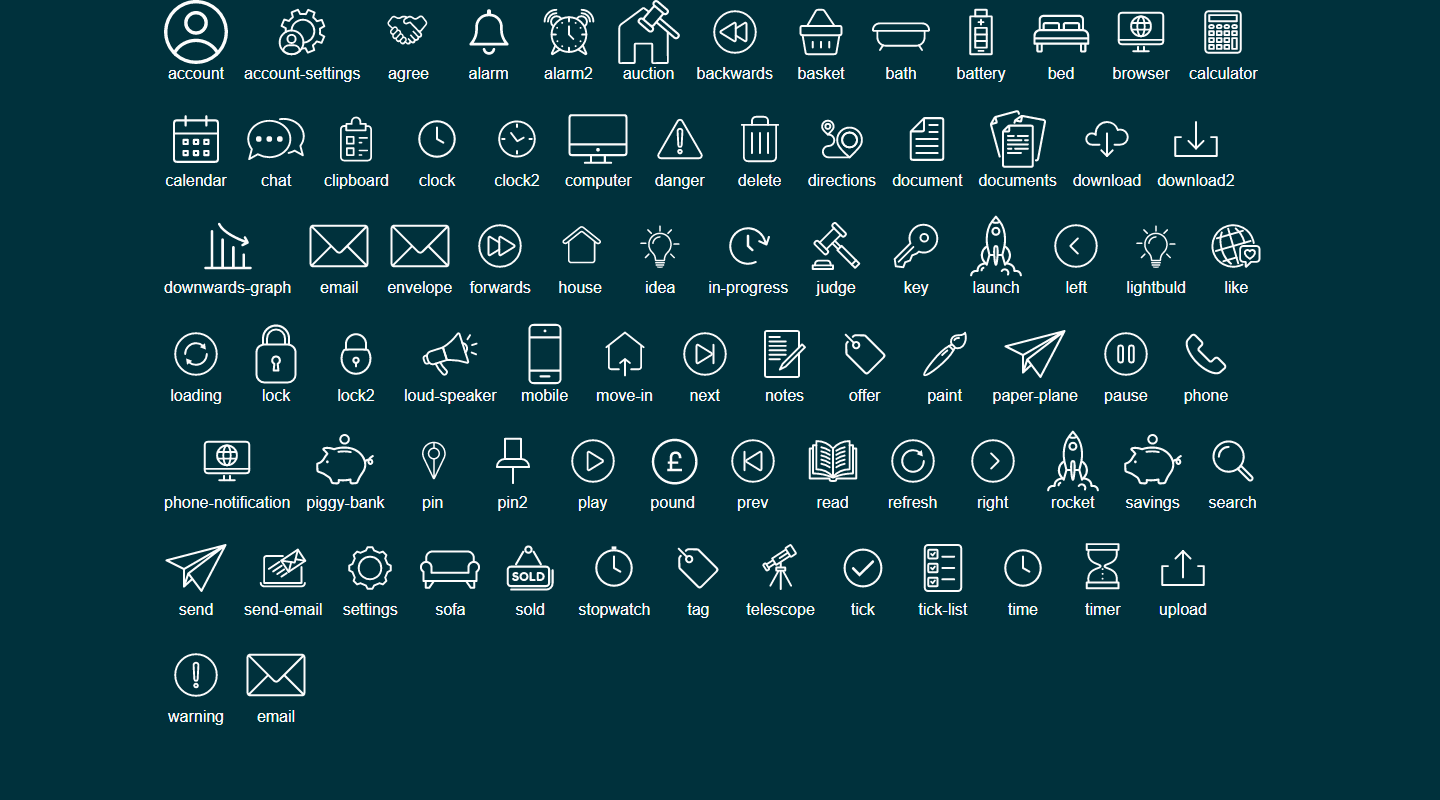 account account-settings agree alarm alarm2 auction backwards basket bath battery bed browser calculator
calendar chat clipboard clock clock2 computer danger delete directions document documents download download2
downwards-graph email envelope forwards house idea in-progress judge key launch left lightbuld like
loading lock lock2 loud-speaker mobile move-in next notes offer paint paper-plane pause phone
£
phone-notification piggy-bank pin pin2 play pound prev read refresh right rocket savings search
SOLD
send send-email settings sofa sold stopwatch tag telescope tick tick-list time timer upload
warning email